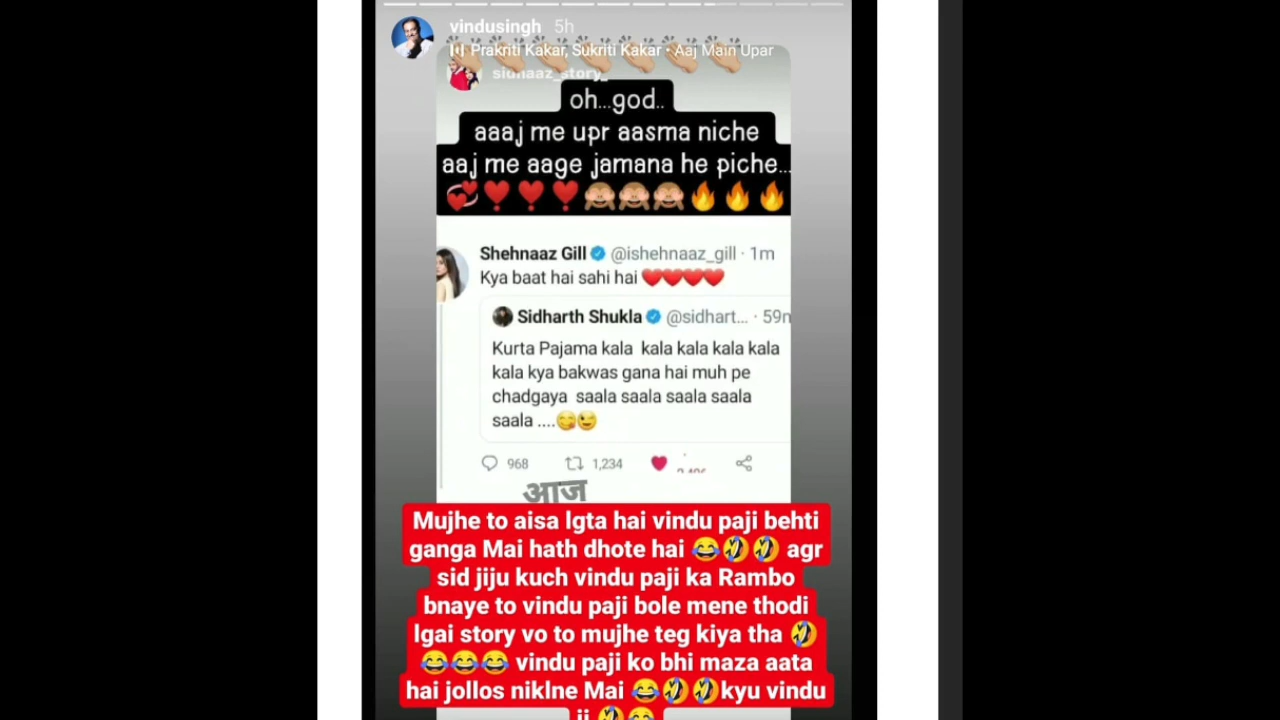 vindusingh 5h
Prakriti Kakar, Sukriti Kakar • Aaj Main Upar
sidnaaz_story_
oh...god..
aaaj me upr aasma niche
aaj me aage jamana he piche...
💞❣️❣️❣️🙈🙈🙈🔥🔥🔥
Shehnaaz Gill @ishehnaaz_gill · 1m
Kya baat hai sahi hai ❤️❤️❤️❤️
Sidharth Shukla @sidhart... · 59m
Kurta Pajama kala kala kala kala kala
kala kya bakwas gana hai muh pe
chadgaya saala saala saala saala
saala ....😋😉
968 1,234
आज
Mujhe to aisa lgta hai vindu paji behti
ganga Mai hath dhote hai 😂🤣🤣 agr
sid jiju kuch vindu paji ka Rambo
bnaye to vindu paji bole mene thodi
lgai story vo to mujhe teg kiya tha 🤣
😂😂😂 vindu paji ko bhi maza aata
hai jollos niklne Mai 😂🤣🤣kyu vindu
ji 🤣😂